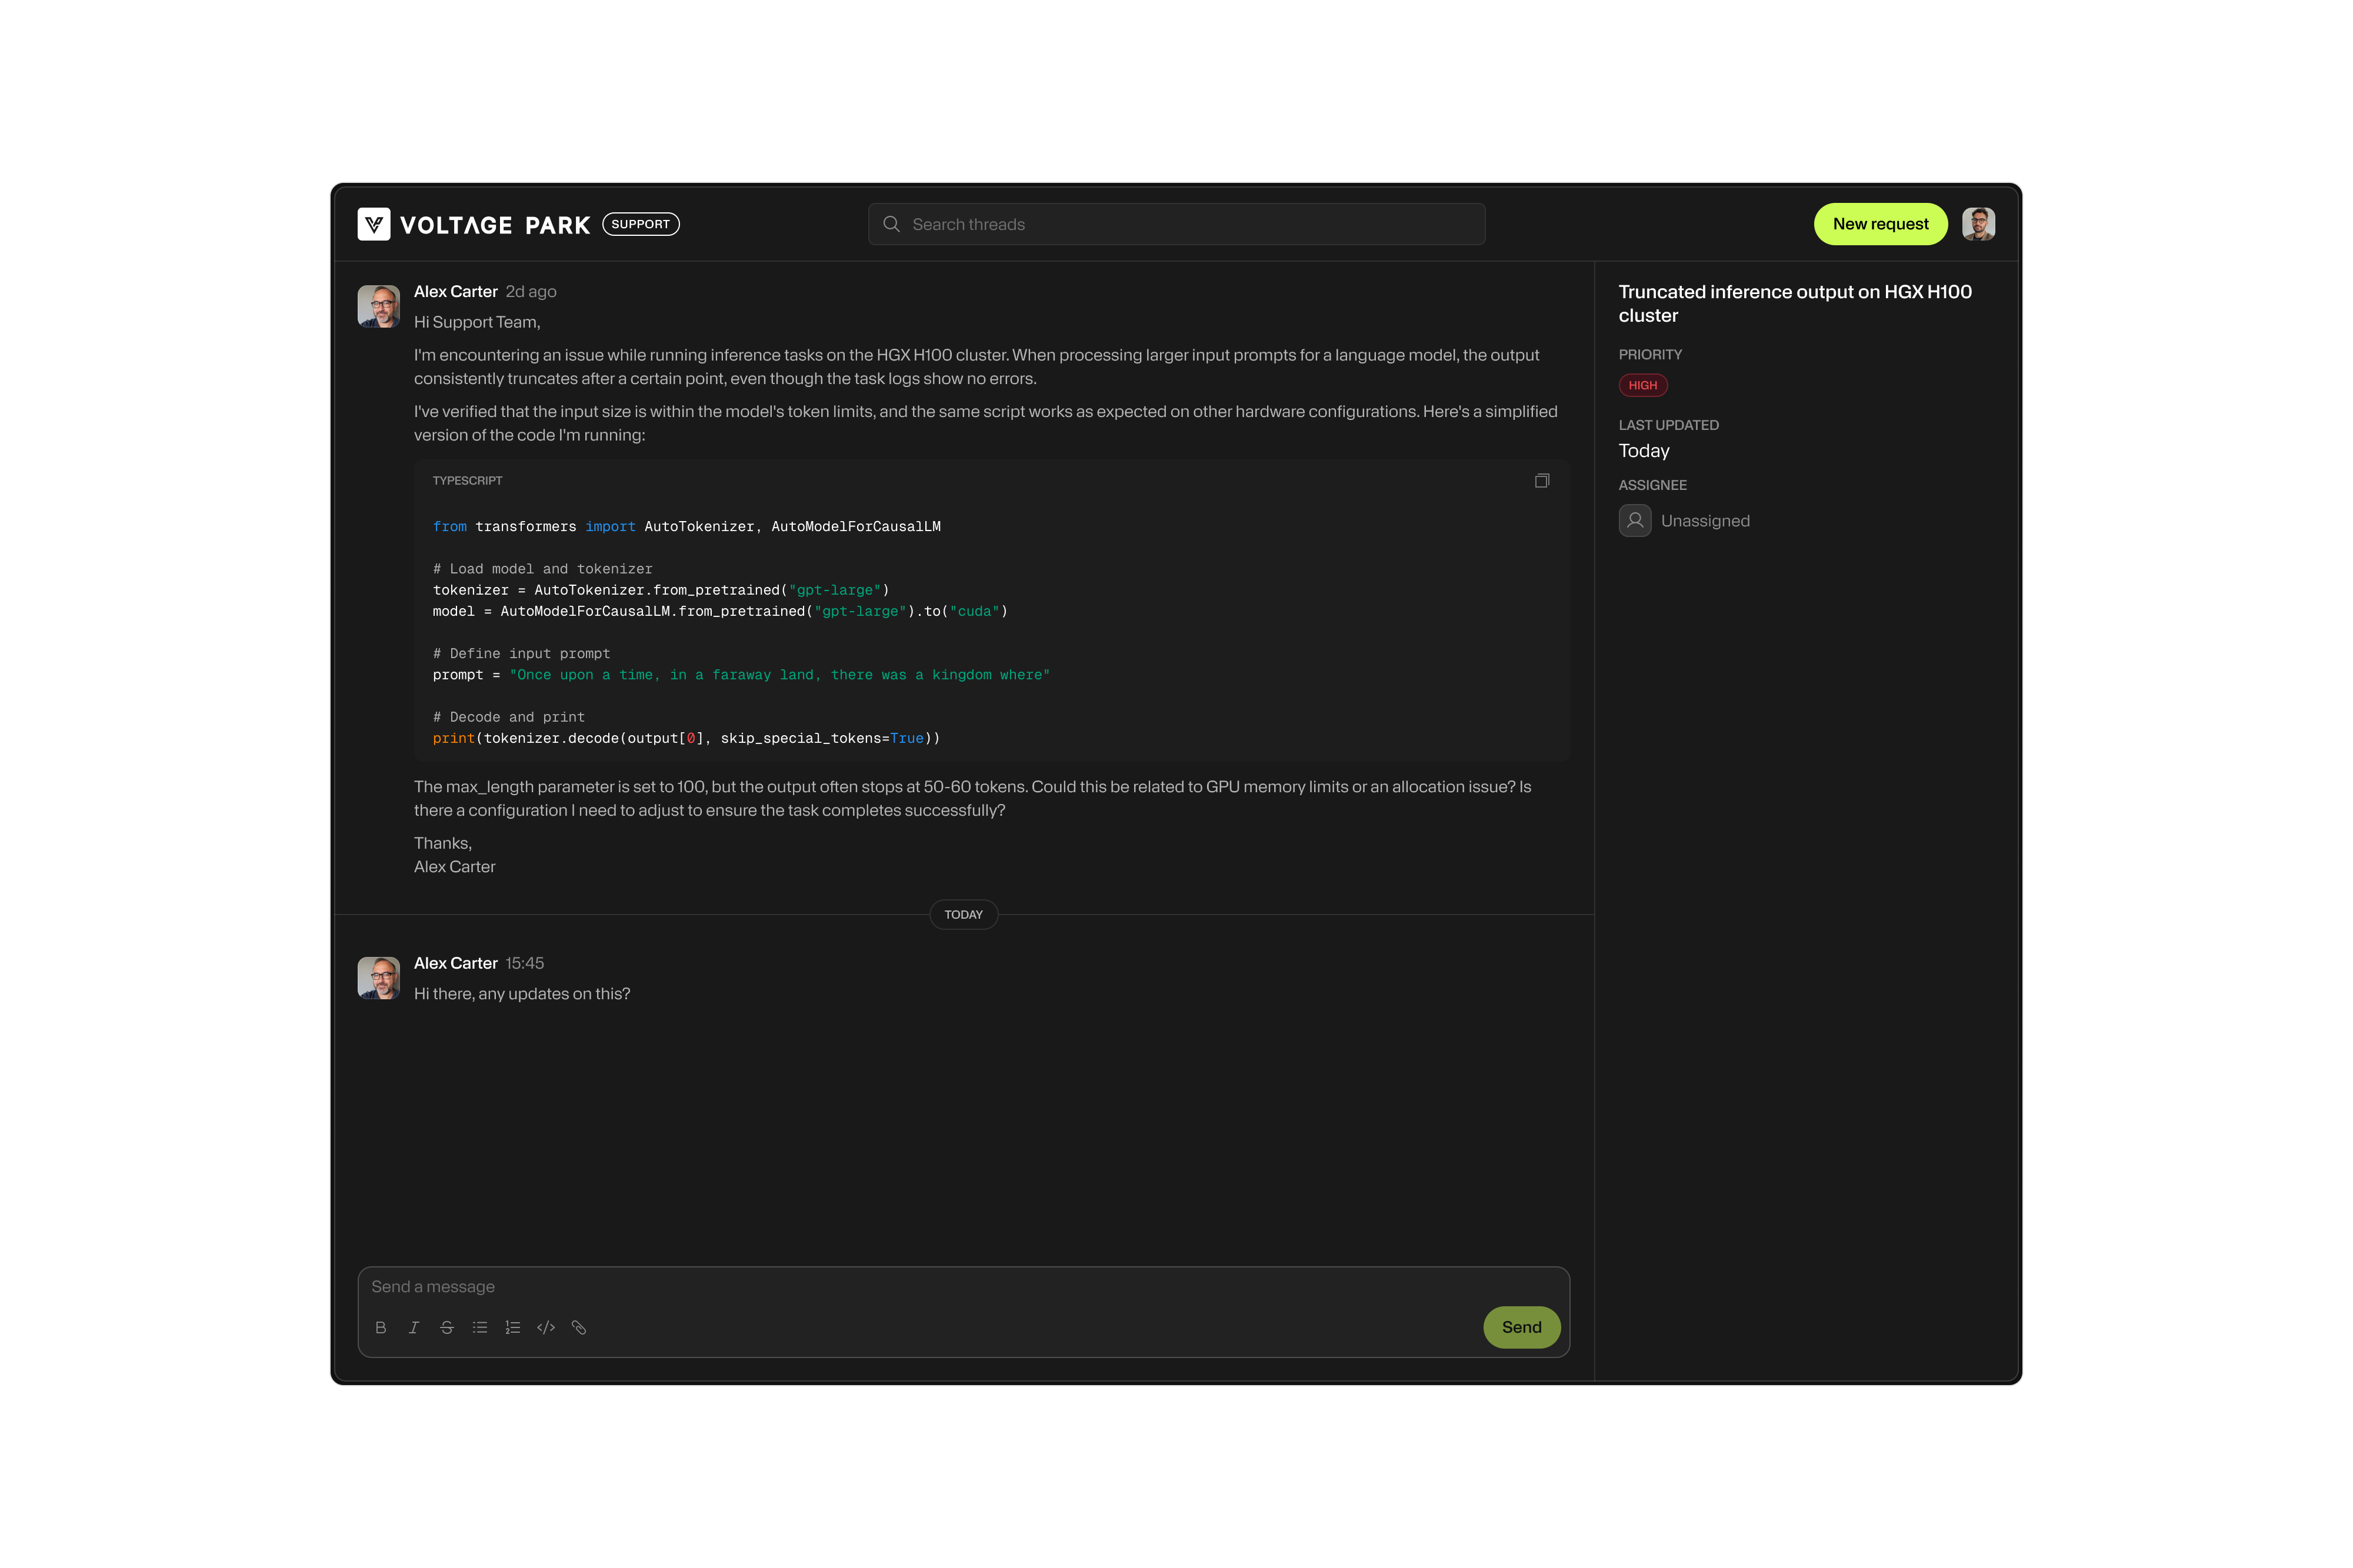 VOLTAGE PARK SUPPORT
Search threads
New request
Alex Carter 2d ago
Hi Support Team,
I'm encountering an issue while running inference tasks on the HGX H100 cluster. When processing larger input prompts for a language model, the output
consistently truncates after a certain point, even though the task logs show no errors.
I've verified that the input size is within the model's token limits, and the same script works as expected on other hardware configurations. Here's a simplified
version of the code I'm running:
TYPESCRIPT
from transformers import AutoTokenizer, AutoModelForCausalLM
# Load model and tokenizer
tokenizer = AutoTokenizer.from_pretrained("gpt-large")
model = AutoModelForCausalLM.from_pretrained("gpt-large").to("cuda")
# Define input prompt
prompt = "Once upon a time, in a faraway land, there was a kingdom where"
# Decode and print
print(tokenizer.decode(output[0], skip_special_tokens=True))
The max_length parameter is set to 100, but the output often stops at 50-60 tokens. Could this be related to GPU memory limits or an allocation issue? Is
there a configuration I need to adjust to ensure the task completes successfully?
Thanks,
Alex Carter
TODAY
Alex Carter 15:45
Hi there, any updates on this?
Send a message
Send
Truncated inference output on HGX H100
cluster
PRIORITY
HIGH
LAST UPDATED
Today
ASSIGNEE
Unassigned